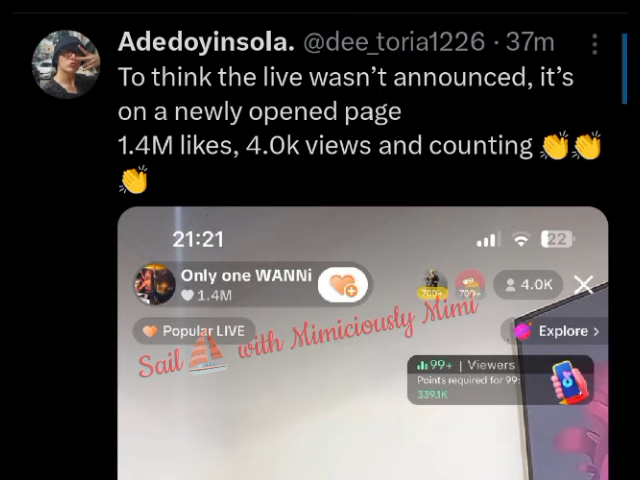 Adedoyinsola. @dee_toria1226 · 37m
To think the live wasn’t announced, it’s
on a newly opened page
1.4M likes, 4.0k views and counting 👏👏
👏
21:21
22
Only one WANNi
1.4M
700+ 700+
4.0K
Popular LIVE
Explore >
Sail ⛵ with Mimiciously Mimi
99+ | Viewers
Points required for 99:
339.1K